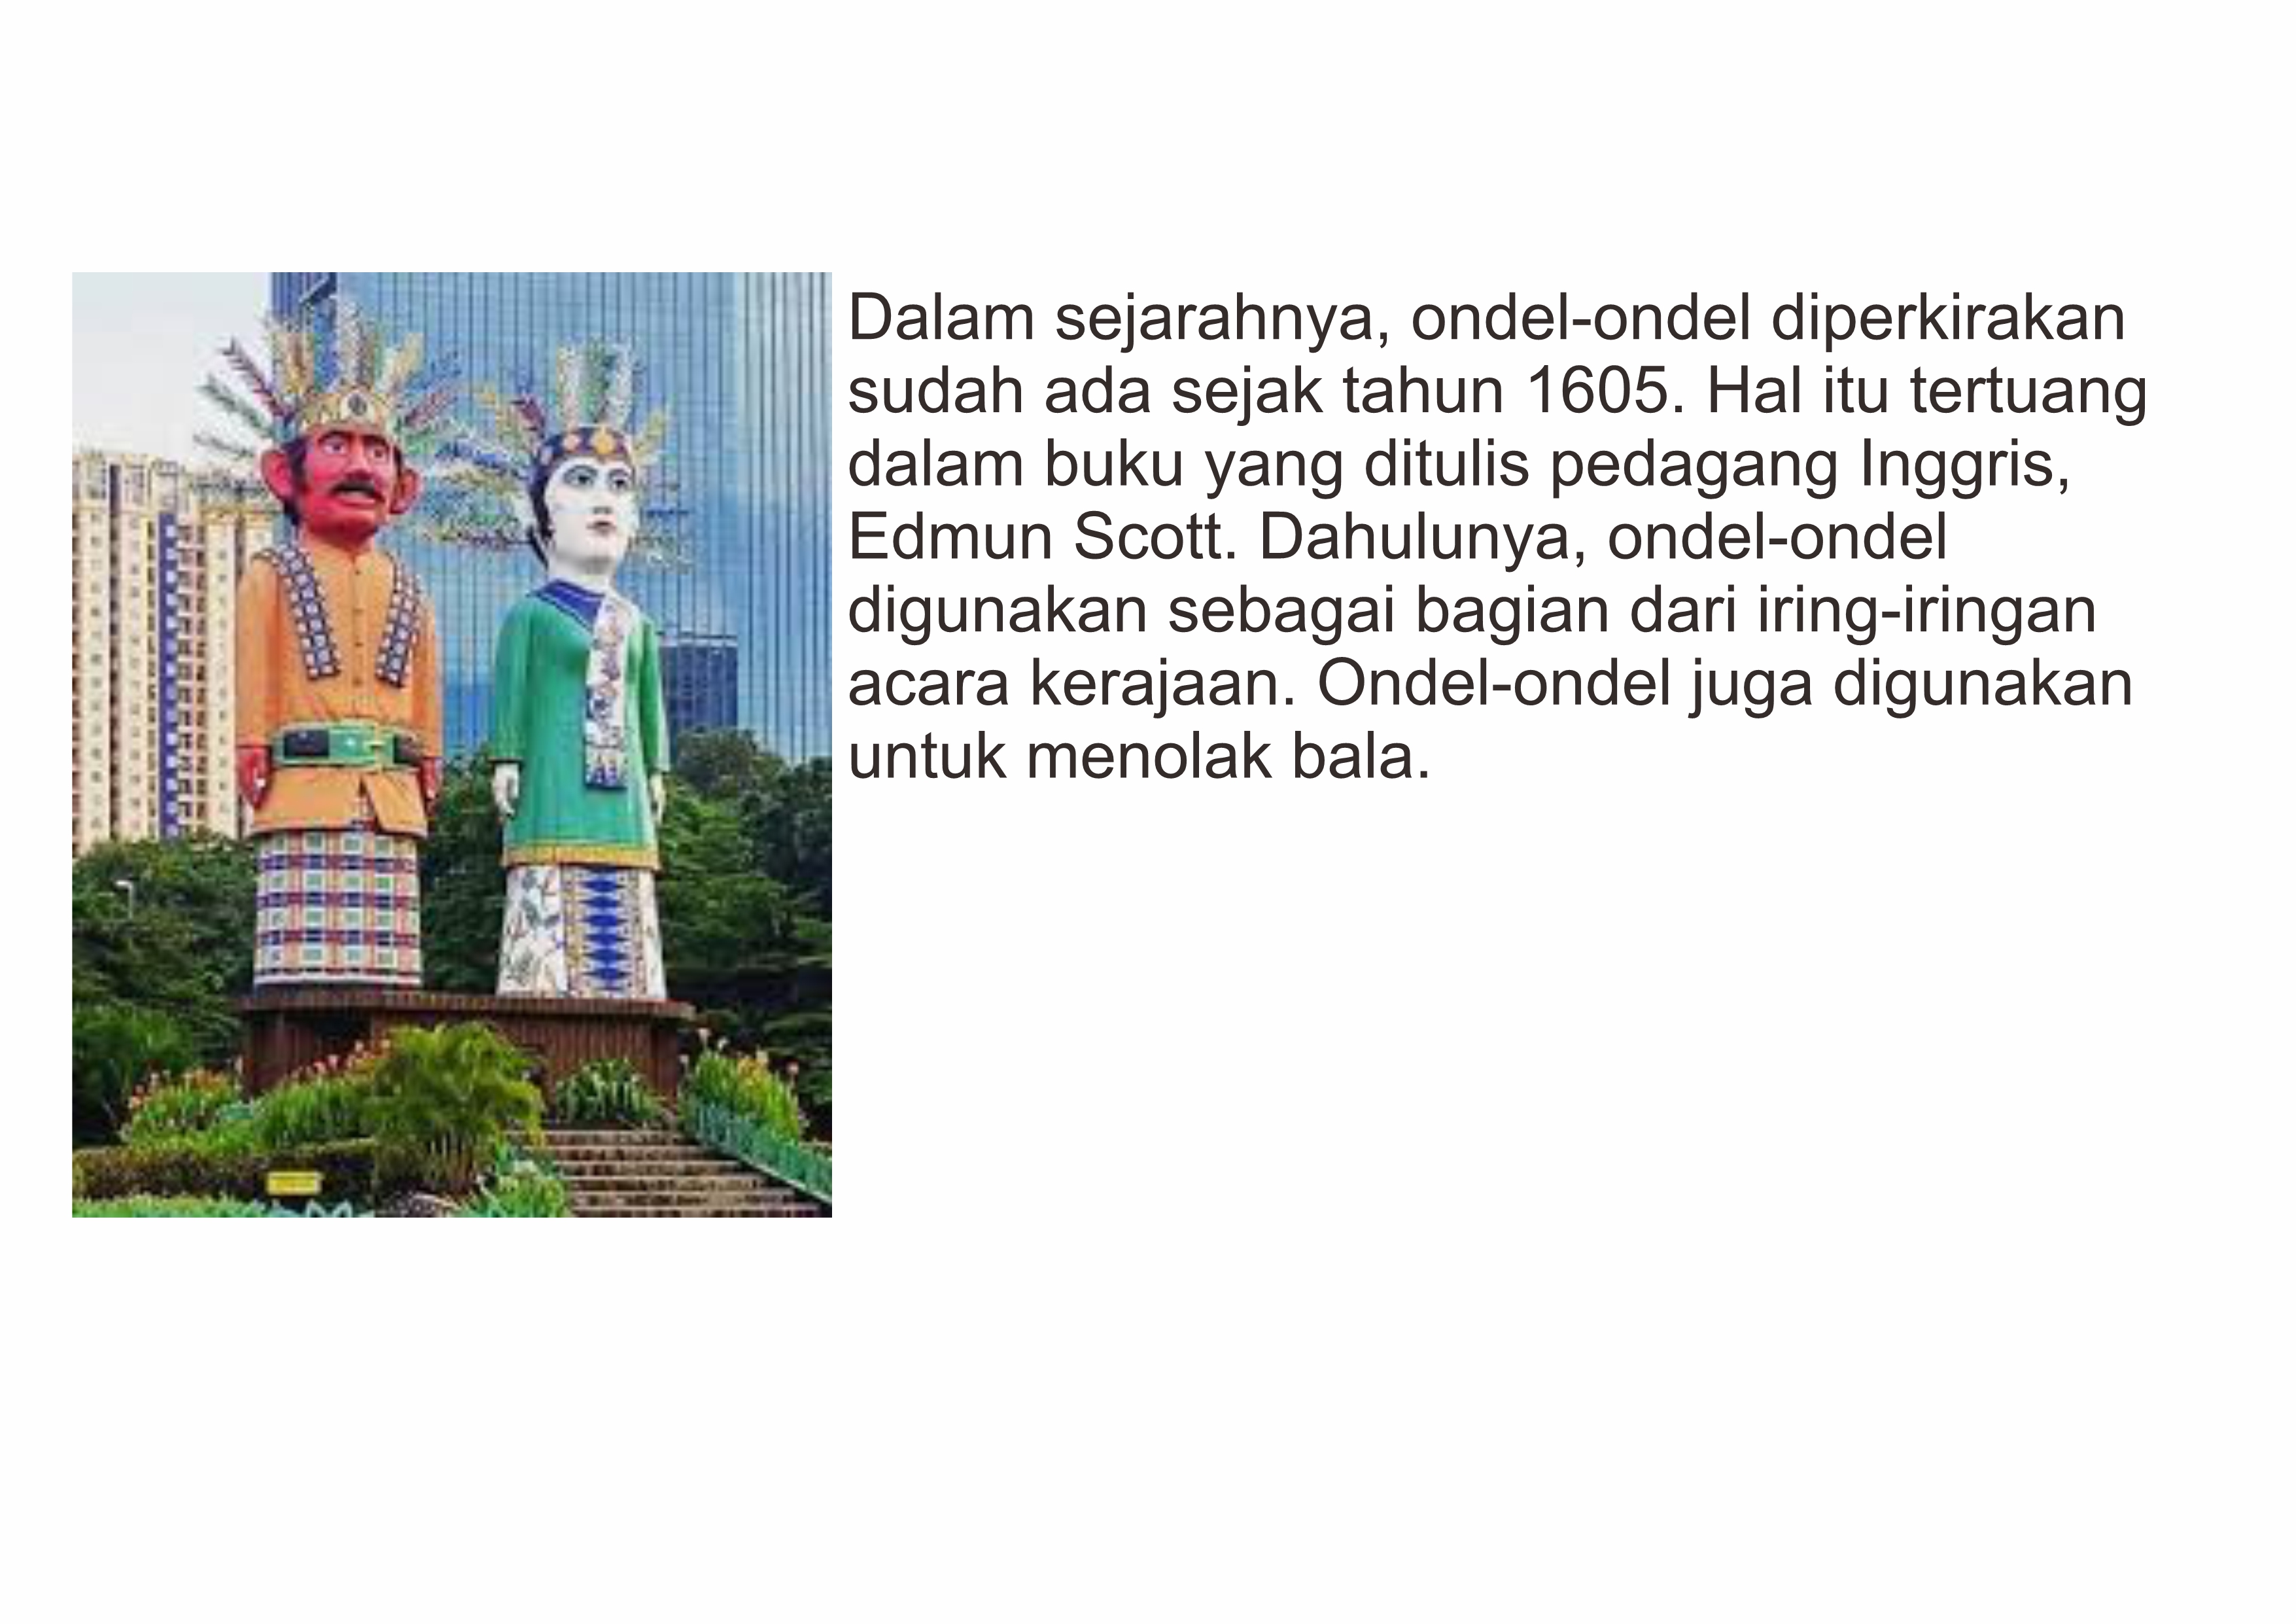 Dalam sejarahnya, ondel-ondel diperkirakan
sudah ada sejak tahun 1605. Hal itu tertuang
dalam buku yang ditulis pedagang Inggris,
Edmun Scott. Dahulunya, ondel-ondel
digunakan sebagai bagian dari iring-iringan
acara kerajaan. Ondel-ondel juga digunakan
untuk menolak bala.